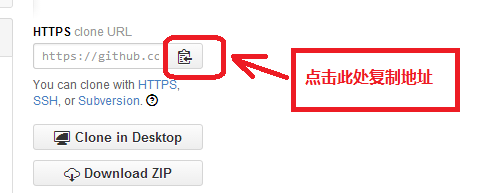 HTTPS clone URL
https://github.cc
点击此处复制地址
You can clone with HTTPS,
SSH, or Subversion.
Clone in Desktop
Download ZIP